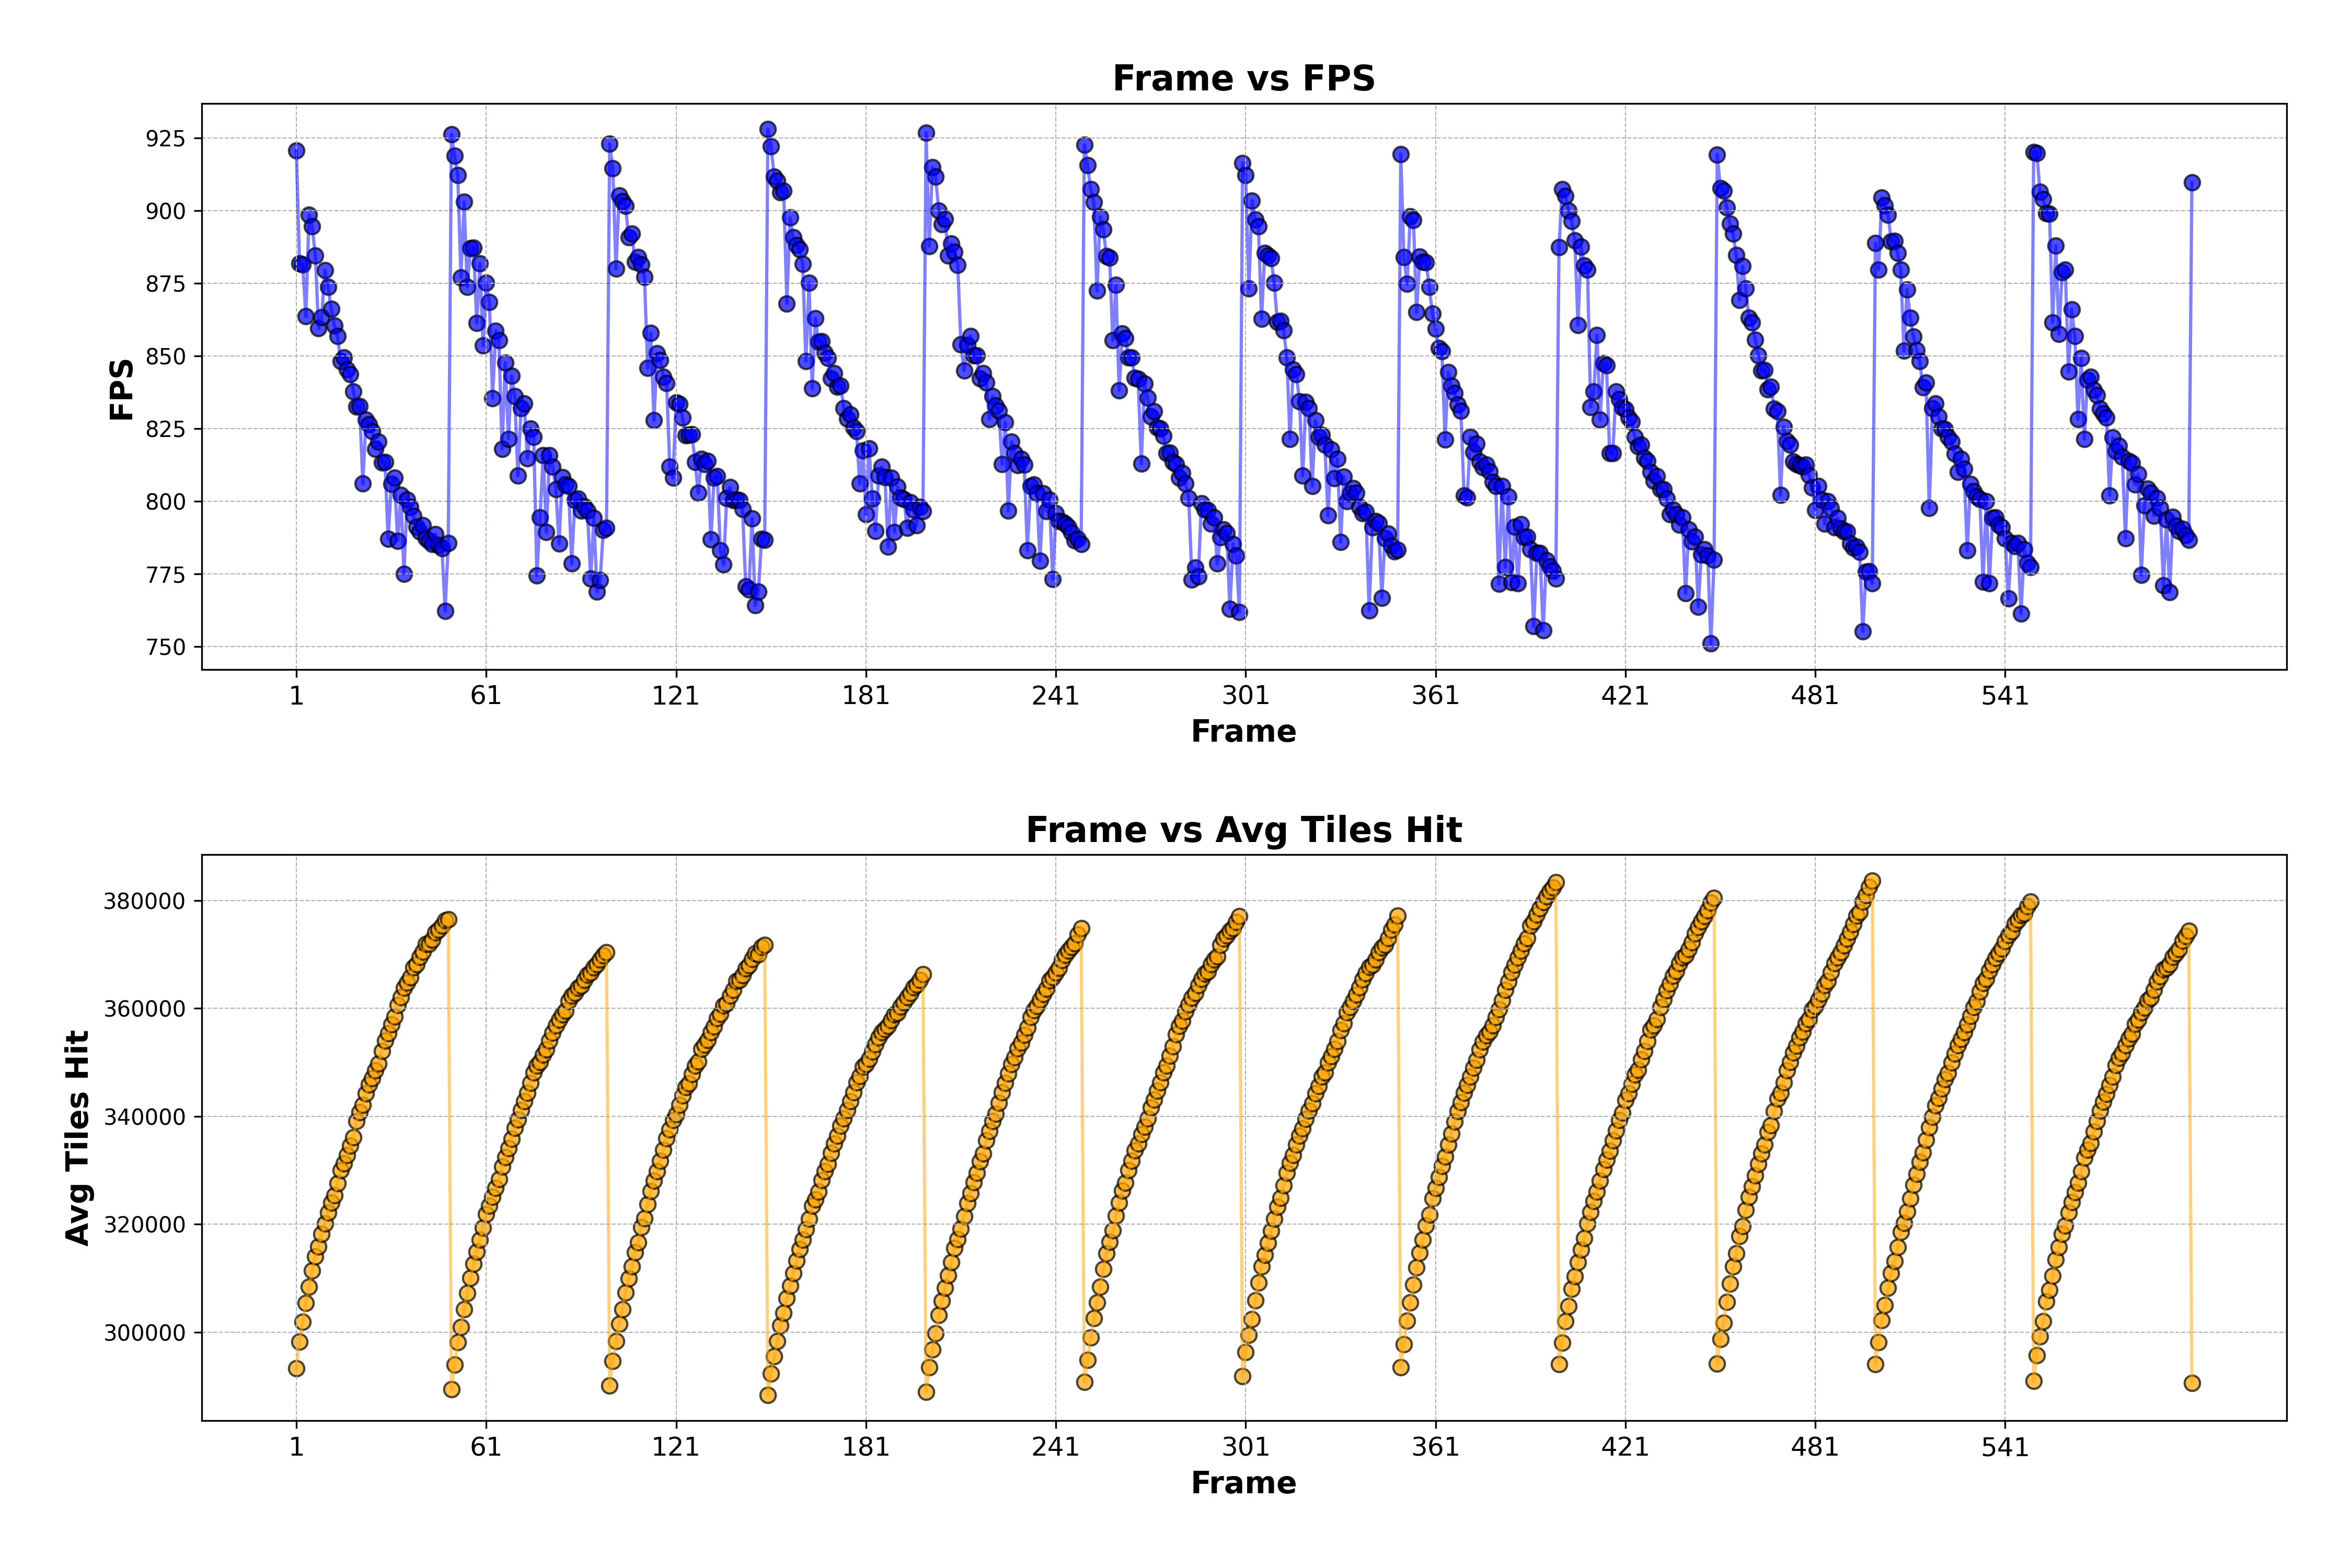 Frame vs FPS
925
900
875
850
825
800
775
750
FPS
1 61 121 181 241 301 361 421 481 541
Frame
Frame vs Avg Tiles Hit
380000
360000
340000
320000
300000
Avg Tiles Hit
1 61 121 181 241 301 361 421 481 541
Frame